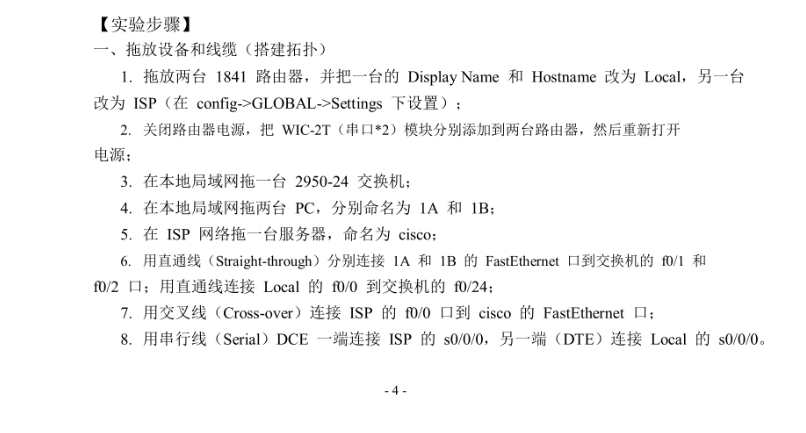 【实验步骤】
一、拖放设备和线缆（搭建拓扑）
1. 拖放两台 1841 路由器，并把一台的 Display Name 和 Hostname 改为 Local，另一台
改为 ISP（在 config->GLOBAL->Settings 下设置）；
2. 关闭路由器电源，把 WIC-2T（串口*2）模块分别添加到两台路由器，然后重新打开
电源；
3. 在本地局域网拖一台 2950-24 交换机；
4. 在本地局域网拖两台 PC，分别命名为 1A 和 1B；
5. 在 ISP 网络拖一台服务器，命名为 cisco；
6. 用直通线（Straight-through）分别连接 1A 和 1B 的 FastEthernet 口到交换机的 f0/1 和
f0/2 口；用直通线连接 Local 的 f0/0 到交换机的 f0/24；
7. 用交叉线（Cross-over）连接 ISP 的 f0/0 口到 cisco 的 FastEthernet 口；
8. 用串行线（Serial）DCE 一端连接 ISP 的 s0/0/0，另一端（DTE）连接 Local 的 s0/0/0。
- 4 -